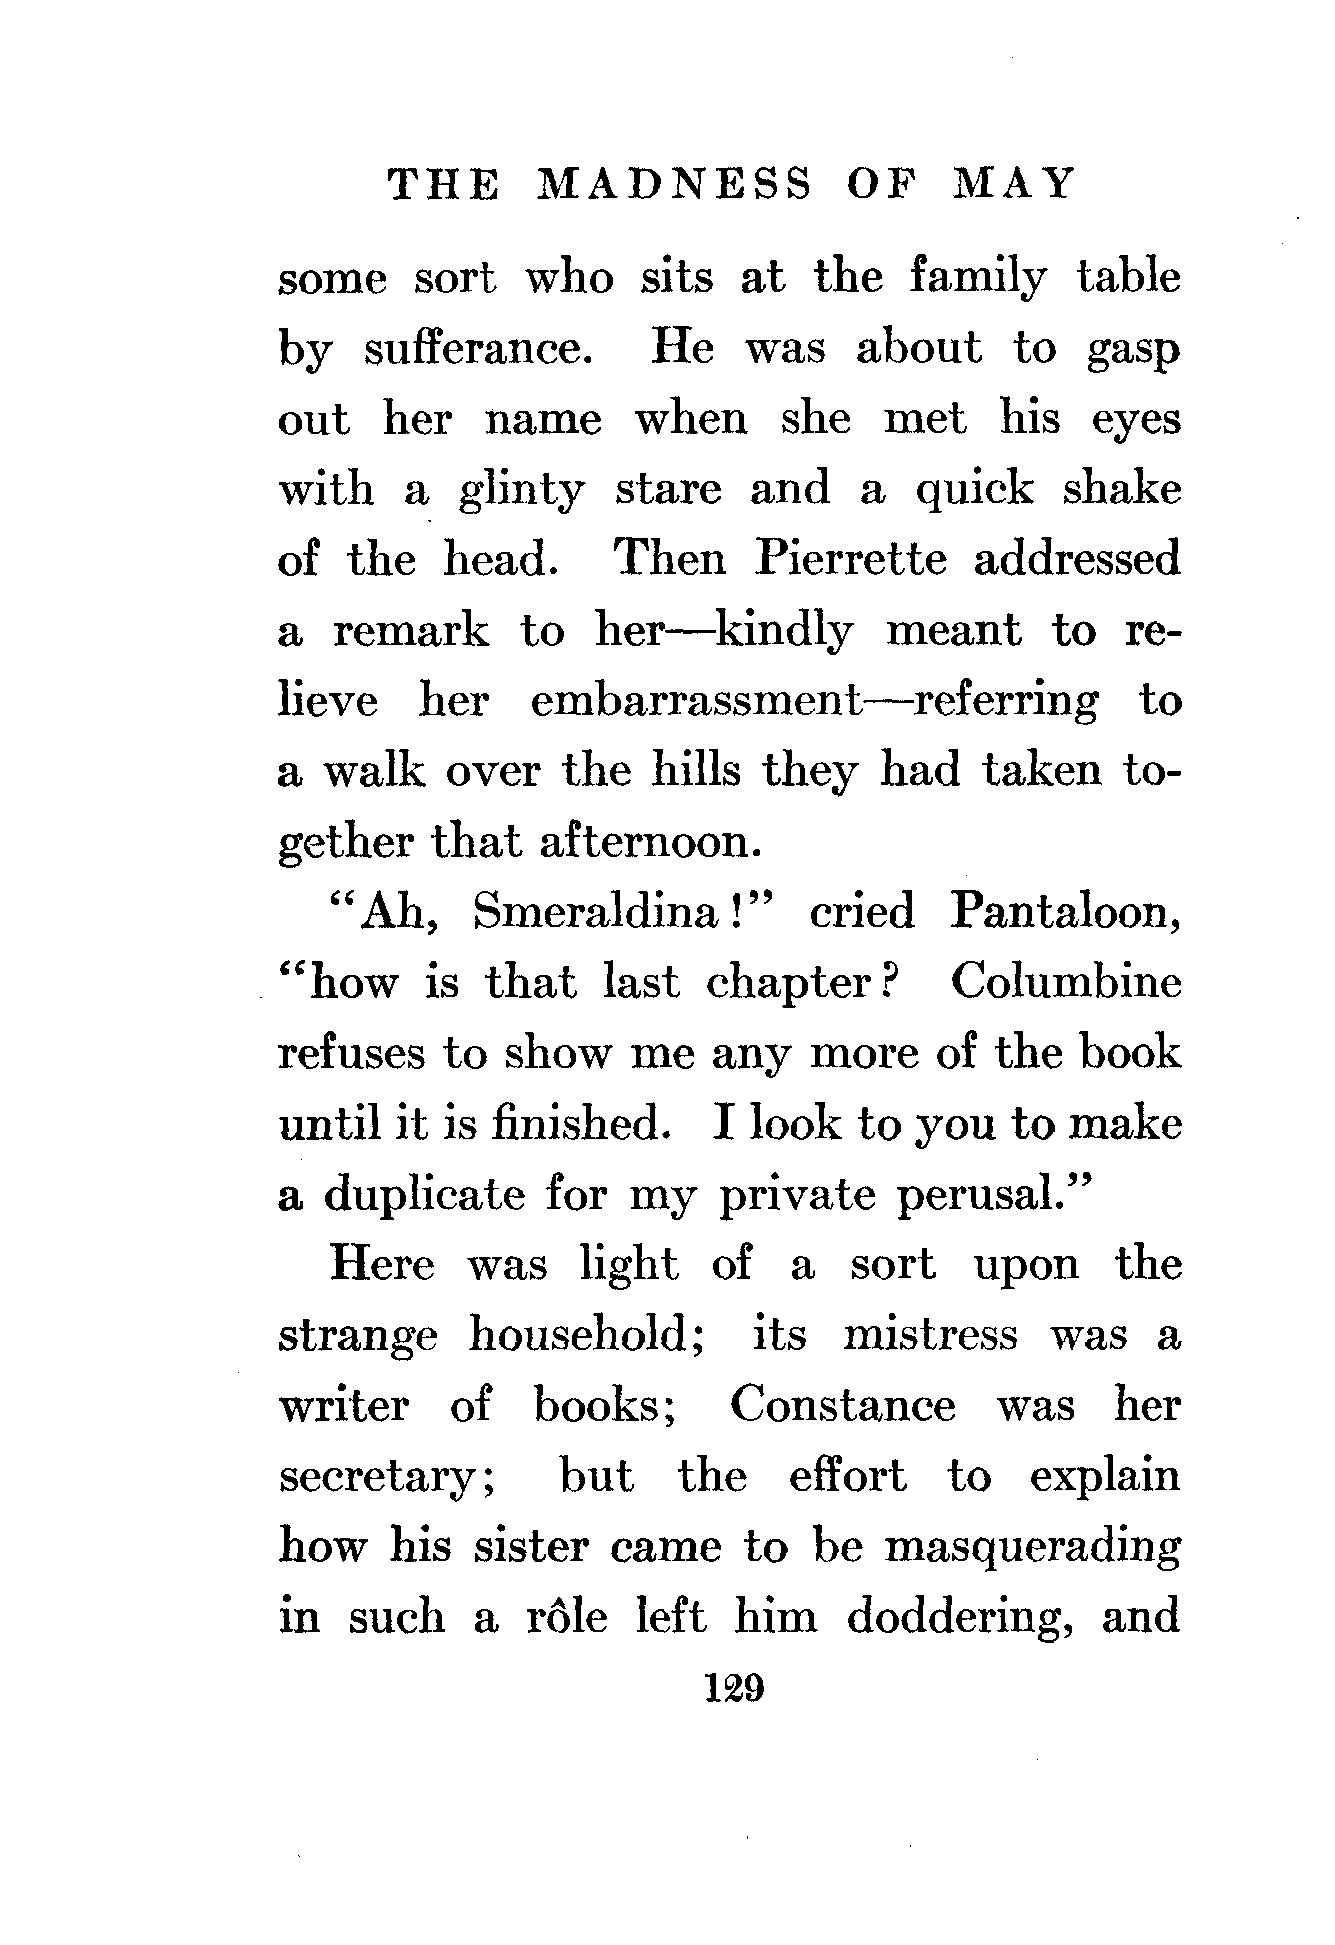 THE MADNESS OF MAY
some sort who sits at the family table
by sufferance. He was about to gasp
out her name when she met his eyes
with a glinty stare and a quick shake
of the head. Then Pierrette addressed
a remark to her—kindly meant to re-
lieve her embarrassment—referring to
a walk over the hills they had taken to-
gether that afternoon.
“Ah, Smeraldina!” cried Pantaloon,
“how is that last chapter? Columbine
refuses to show me any more of the book
until it is finished. I look to you to make
a duplicate for my private perusal.”
Here was light of a sort upon the
strange household; its mistress was a
writer of books; Constance was her
secretary; but the effort to explain
how his sister came to be masquerading
in such a rôle left him doddering, and
129